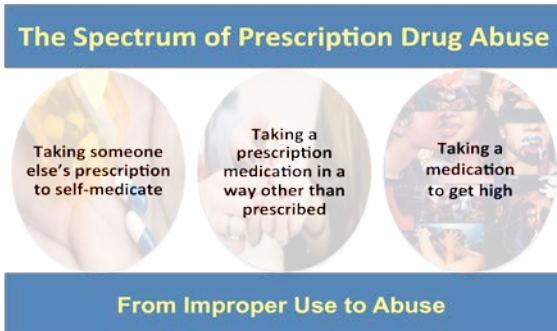 The Spectrum of Prescription Drug Abuse
Taking someone
else's prescription
to self-medicate
Taking a
prescription
medication in a
way other than
prescribed
Taking a
medication
to get high
From Improper Use to Abuse